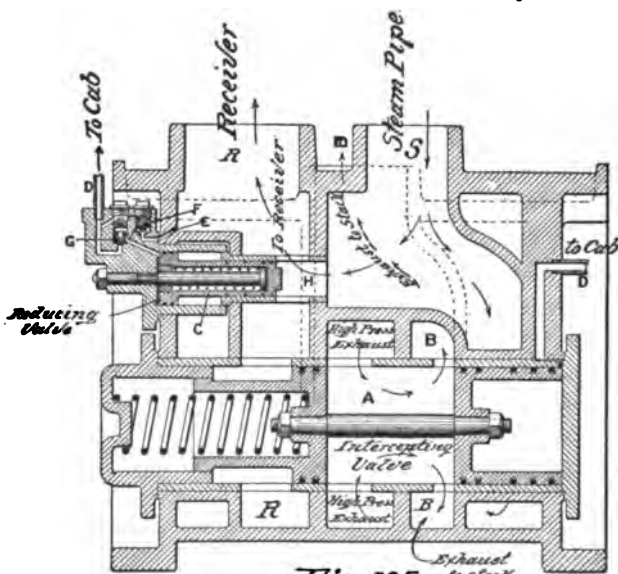 To Cab
Receiver
R
Steam Pipe
S
B
D
To Receiver
Exhaust to Stack
to Cab
D
F
E
G
H
Reducing
Valve
C
High Press
Exhaust
B
A
Intercepting
Valve
R
High Press
Exhaust
B
Exhaust